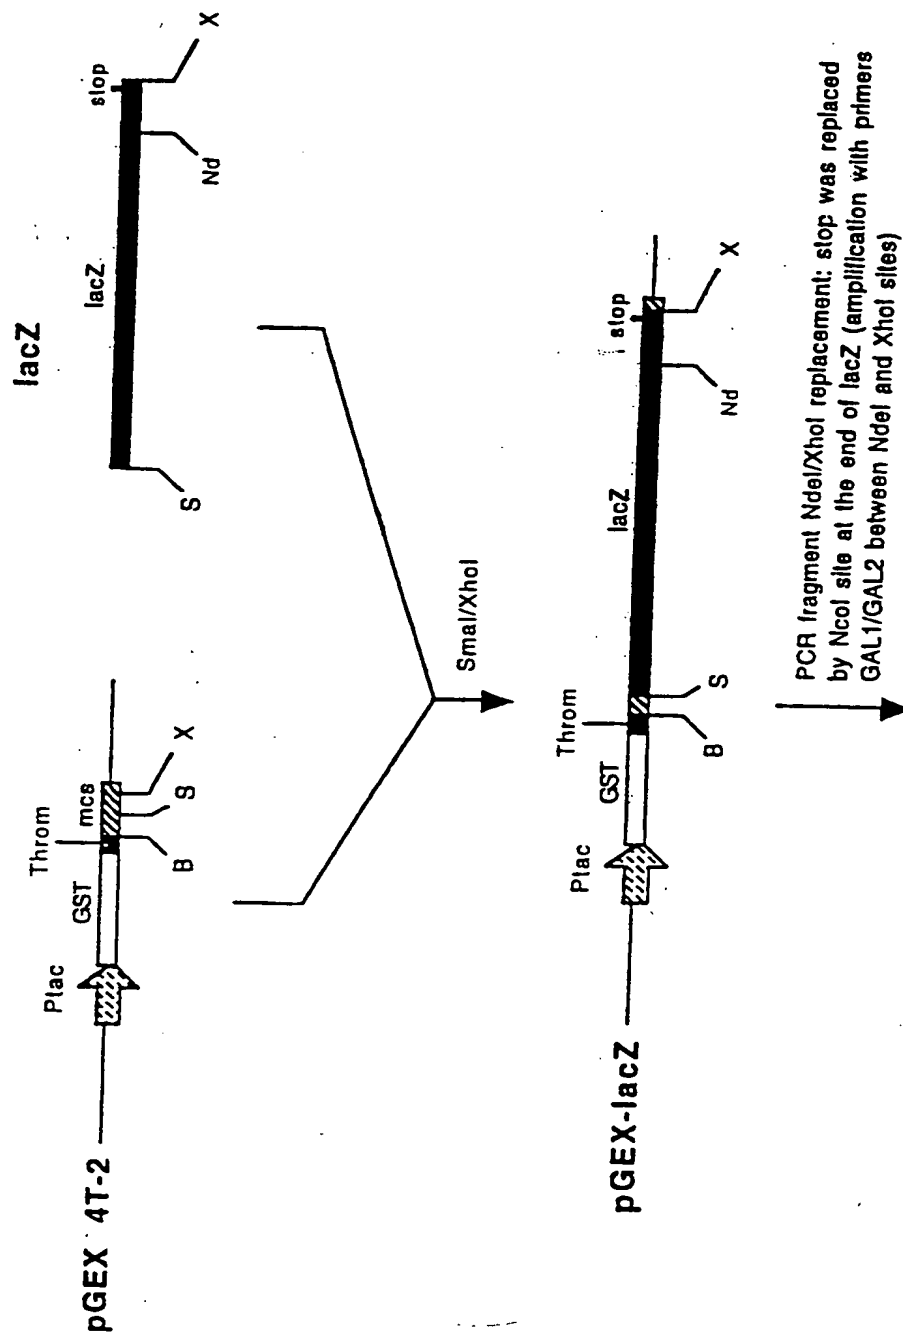 lacZ
stop
lacZ
X
Nd
S
Throm
mcs
X
S
GST
B
Ptac
pGEX 4T-2
SmaI/XhoI
stop
X
lacZ
Nd
Throm
S
GST
B
Ptac
pGEX-lacZ
PCR fragment NdeI/XhoI replacement: stop was replaced
by NcoI site at the end of lacZ (amplification with primers
GAL1/GAL2 between NdeI and XhoI sites)